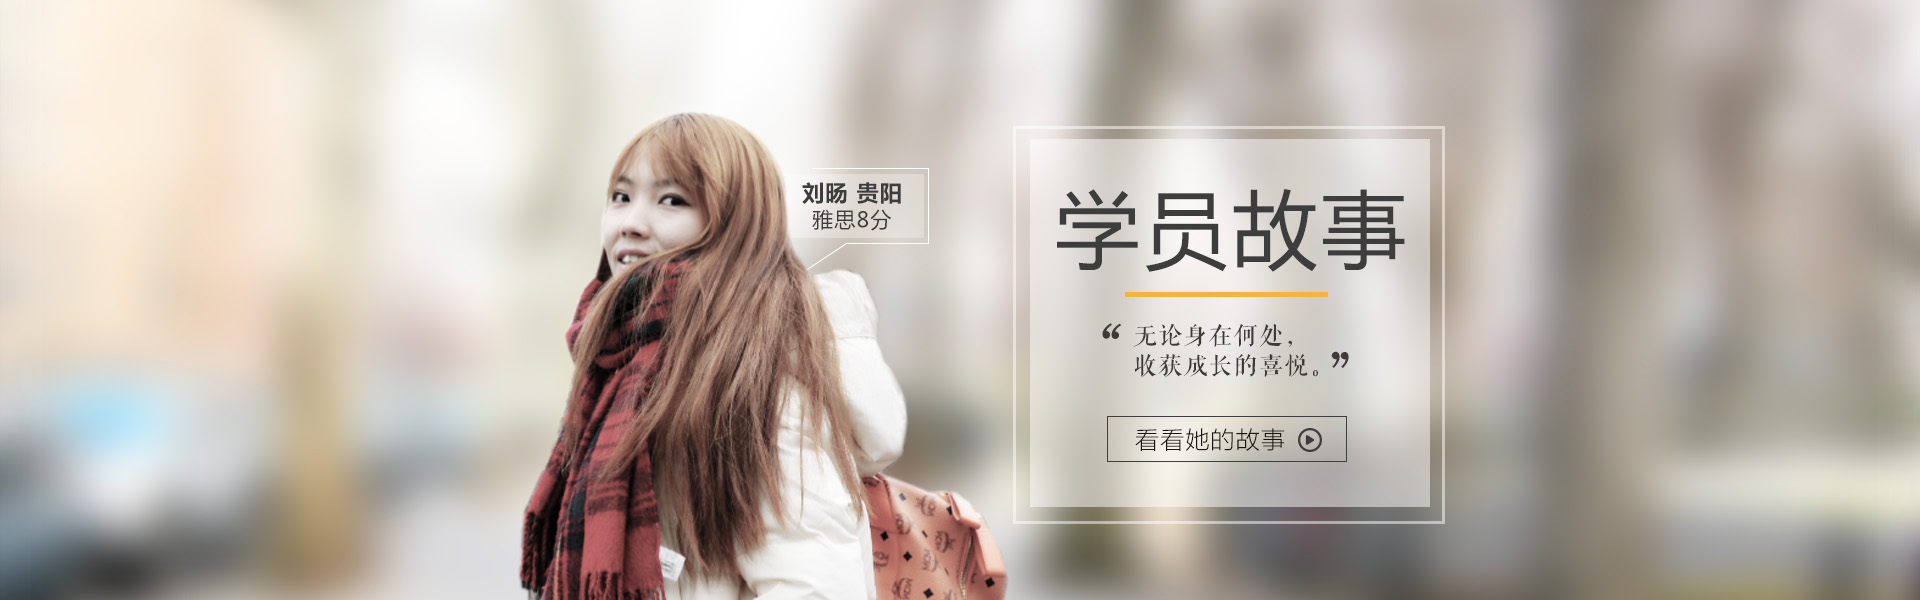 刘旸 贵阳
雅思8分
学员故事
“ 无论身在何处，
收获成长的喜悦。”
看看她的故事